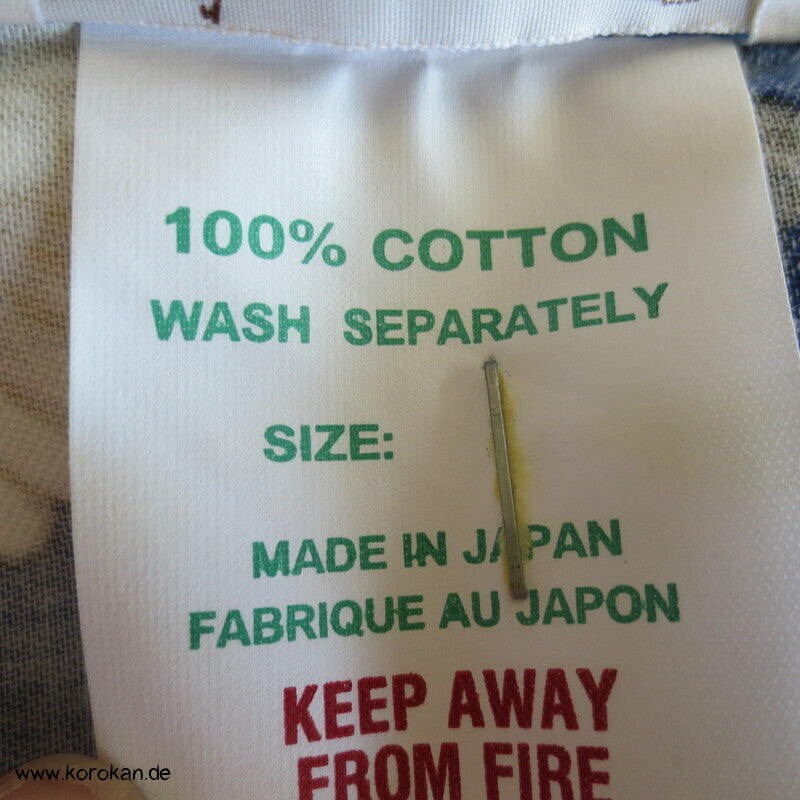 100% COTTON
WASH SEPARATELY
SIZE:
MADE IN JAPAN
FABRIQUE AU JAPON
KEEP AWAY
FROM FIRE
www.korokan.de